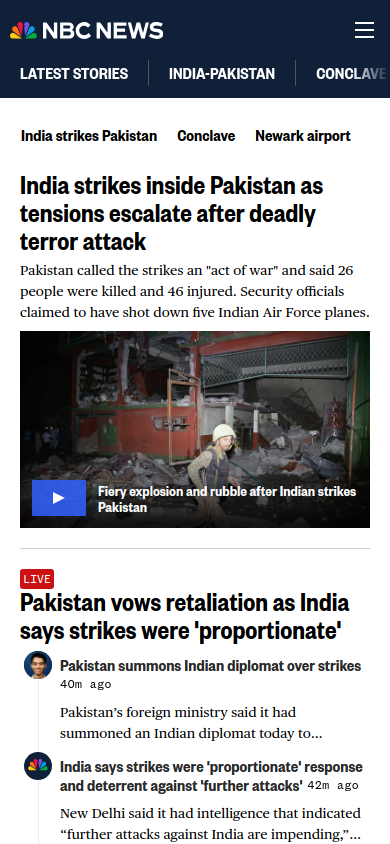 NBC NEWS
LATEST STORIES
INDIA-PAKISTAN
CONCLAVE
India strikes Pakistan
Conclave
Newark airport
India strikes inside Pakistan as
tensions escalate after deadly
terror attack
Pakistan called the strikes an "act of war" and said 26
people were killed and 46 injured. Security officials
claimed to have shot down five Indian Air Force planes.
Fiery explosion and rubble after Indian strikes
Pakistan
LIVE
Pakistan vows retaliation as India
says strikes were 'proportionate'
Pakistan summons Indian diplomat over strikes
40m ago
Pakistan’s foreign ministry said it had
summoned an Indian diplomat today to...
India says strikes were 'proportionate' response
and deterrent against 'further attacks' 42m ago
New Delhi said it had intelligence that indicated
“further attacks against India are impending,”...